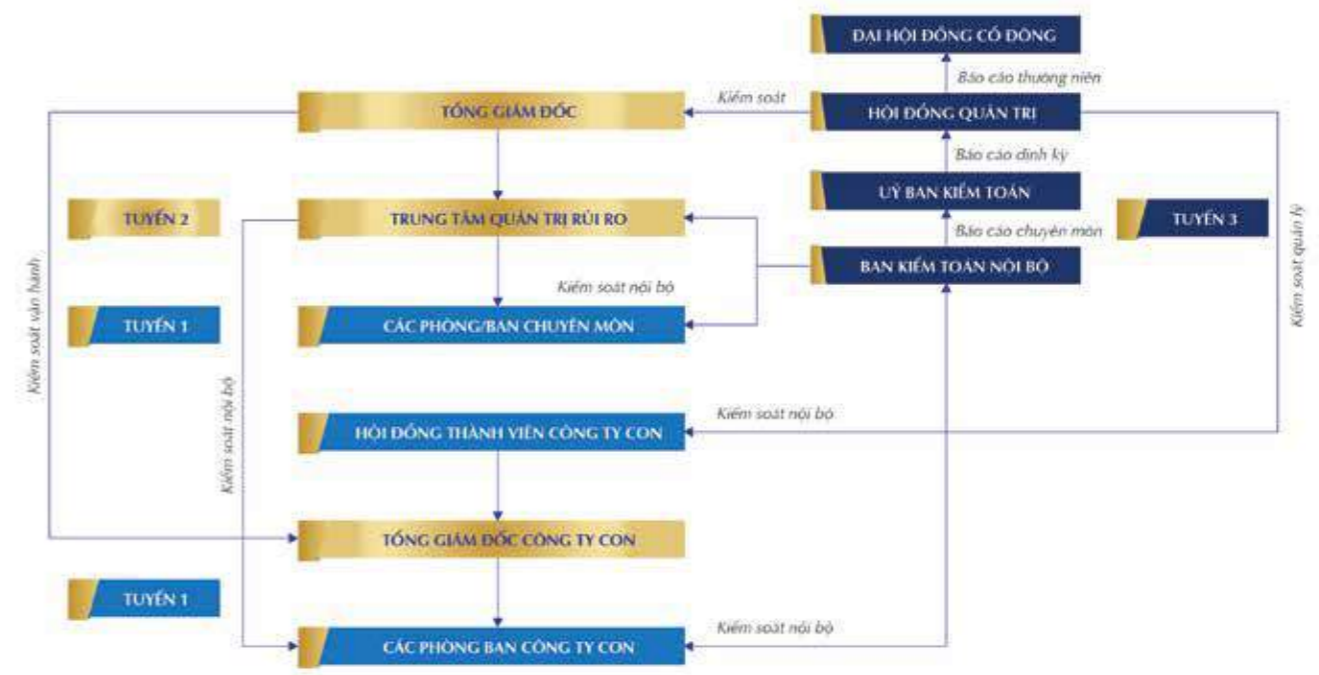 ĐẠI HỘI ĐỒNG CỔ ĐÔNG
Báo cáo thường niên
Kiểm soát
TỔNG GIÁM ĐỐC
HỘI ĐỒNG QUẢN TRỊ
Báo cáo định kỳ
UỶ BAN KIỂM TOÁN
TUYẾN 2
TRUNG TÂM QUẢN TRỊ RỦI RO
TUYẾN 3
Báo cáo chuyên môn
BAN KIỂM TOÁN NỘI BỘ
Kiểm soát nội bộ
Kiểm soát vận hành
Kiểm soát quản lý
TUYẾN 1
CÁC PHÒNG/BAN CHUYÊN MÔN
Kiểm soát nội bộ
Kiểm soát nội bộ
HỘI ĐỒNG THÀNH VIÊN CÔNG TY CON
TỔNG GIÁM ĐỐC CÔNG TY CON
TUYẾN 1
Kiểm soát nội bộ
CÁC PHÒNG BAN CÔNG TY CON